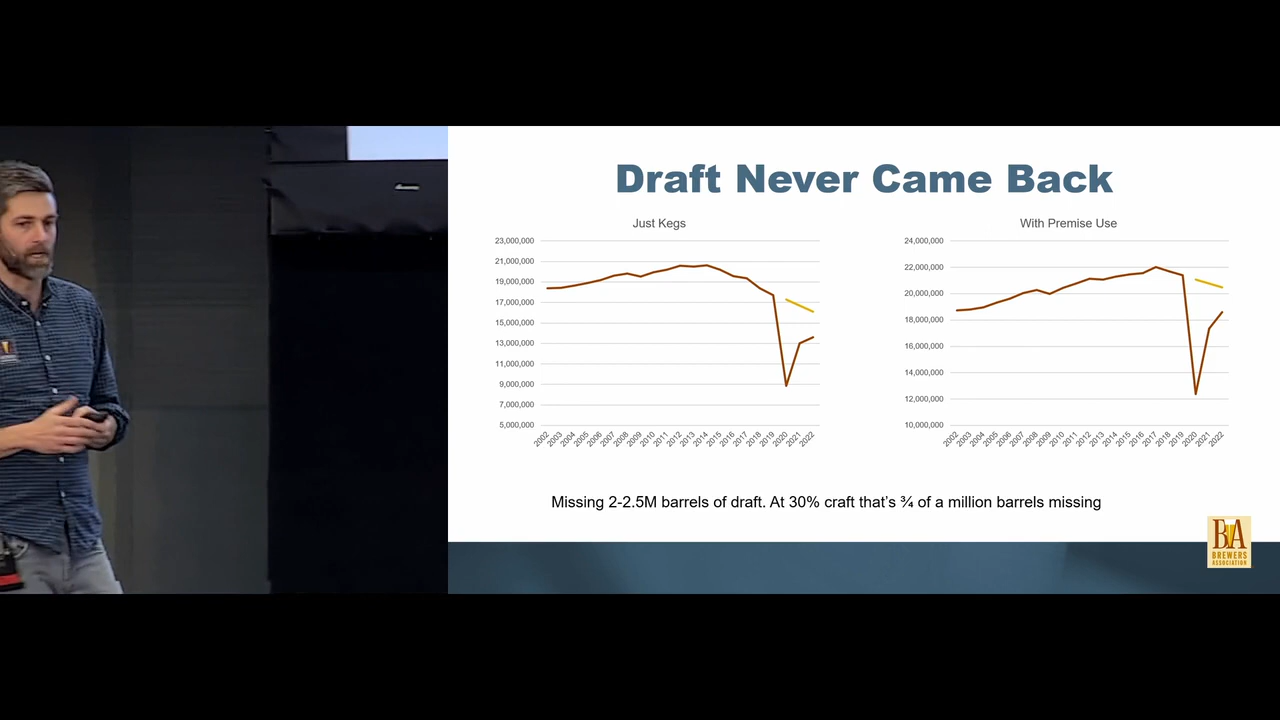 Draft Never Came Back
Just Kegs
23,000,000
21,000,000
19,000,000
17,000,000
15,000,000
13,000,000
11,000,000
9,000,000
7,000,000
5,000,000
2002 2003 2004 2005 2006 2007 2008 2009 2010 2011 2012 2013 2014 2015 2016 2017 2018 2019 2020 2021 2022
With Premise Use
24,000,000
22,000,000
20,000,000
18,000,000
16,000,000
14,000,000
12,000,000
10,000,000
2002 2003 2004 2005 2006 2007 2008 2009 2010 2011 2012 2013 2014 2015 2016 2017 2018 2019 2020 2021 2022
Missing 2-2.5M barrels of draft. At 30% craft that's ¾ of a million barrels missing
BA
BREWERS
ASSOCIATION